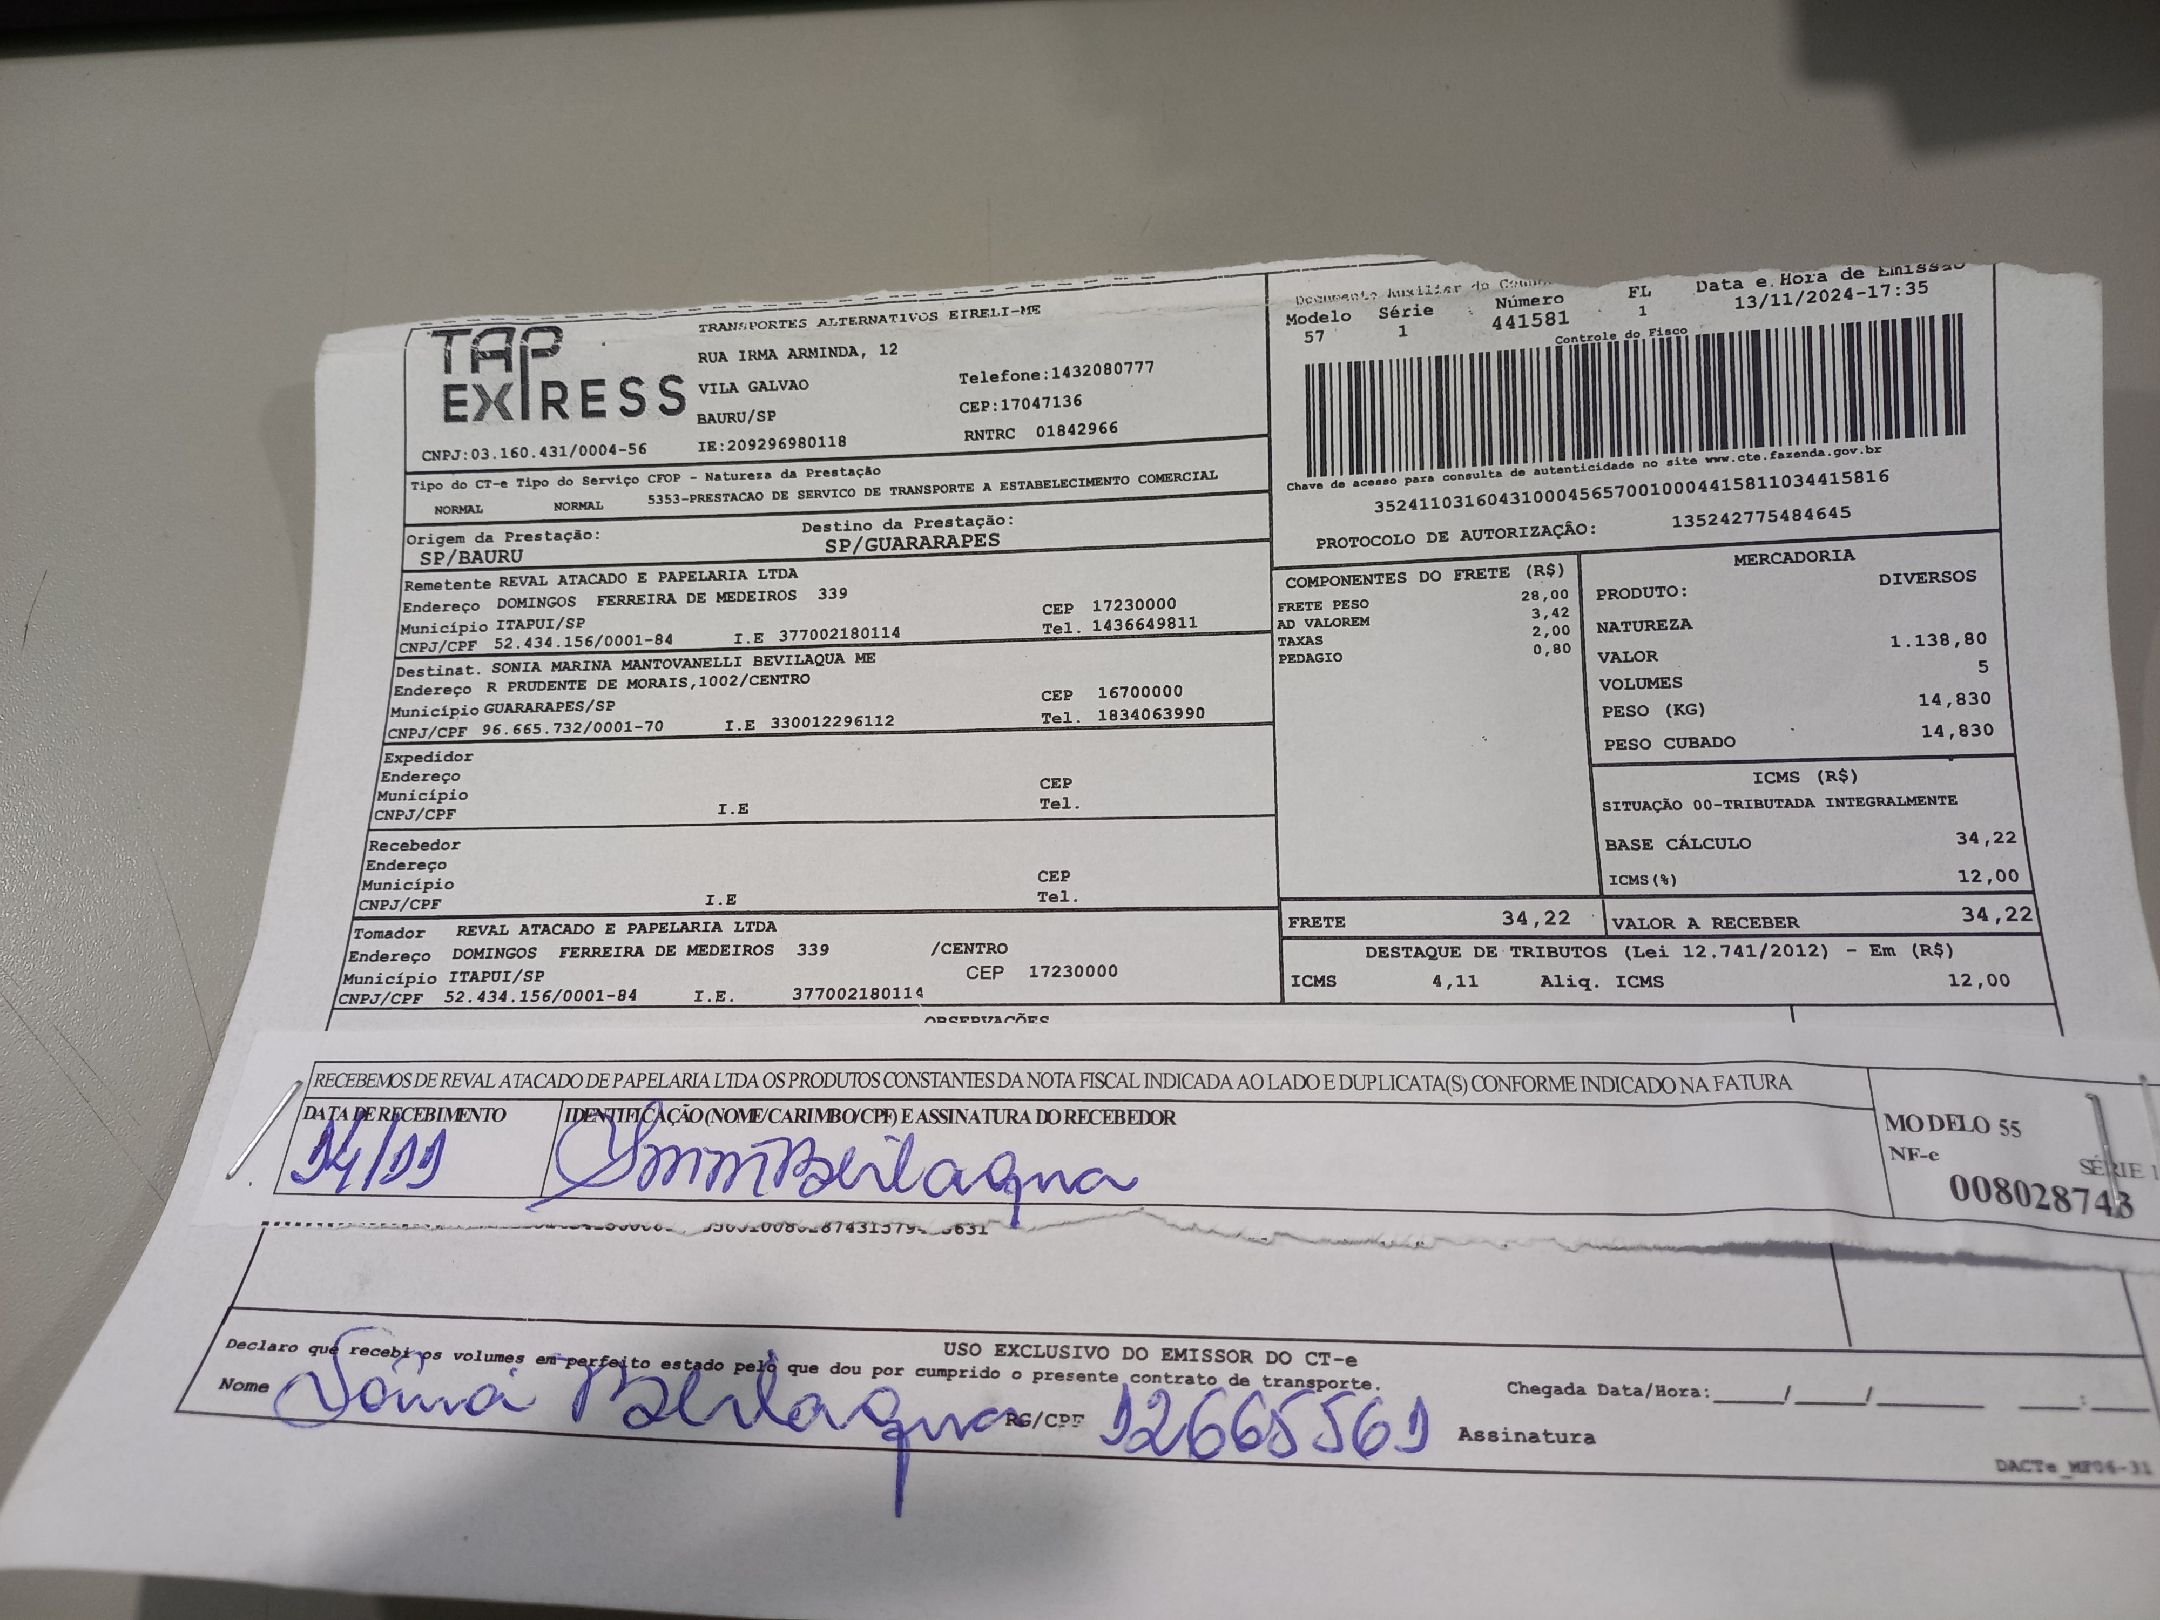 TAP
EXPRESS
CNPJ:03.160.431/0004-56
TRANSPORTES ALTERNATIVOS EIRELI-ME
RUA IRMA ARMINDA, 12
VILA GALVAO
BAURU/SP
IE:209296980118
Telefone:1432080777
CEP:17047136
RNTRC 01842966
Documento Auxiliar do
Modelo Série Número FL Data e Hora de Emissão
57 1 441581 1 13/11/2024-17:35
Controle do Fisco
Chave de acesso para consulta de autenticidade no site www.cte.fazenda.gov.br
35241103160431000456570010004415811034415816
PROTOCOLO DE AUTORIZAÇÃO: 135242775484645
Tipo do CT-e Tipo do Serviço CFOP - Natureza da Prestação
NORMAL NORMAL 5353-PRESTACAO DE SERVICO DE TRANSPORTE A ESTABELECIMENTO COMERCIAL
Origem da Prestação: Destino da Prestação:
SP/BAURU SP/GUARARAPES
Remetente REVAL ATACADO E PAPELARIA LTDA
Endereço DOMINGOS FERREIRA DE MEDEIROS 339 CEP 17230000
Município ITAPUI/SP Tel. 1436649811
CNPJ/CPF 52.434.156/0001-84 I.E 377002180114
Destinat. SONIA MARINA MANTOVANELLI BEVILAQUA ME
Endereço R PRUDENTE DE MORAIS,1002/CENTRO CEP 16700000
Município GUARARAPES/SP Tel. 1834063990
CNPJ/CPF 96.665.732/0001-70 I.E 330012296112
Expedidor
Endereço CEP
Município Tel.
CNPJ/CPF I.E
Recebedor
Endereço CEP
Município Tel.
CNPJ/CPF I.E
Tomador REVAL ATACADO E PAPELARIA LTDA
Endereço DOMINGOS FERREIRA DE MEDEIROS 339 /CENTRO
Município ITAPUI/SP CEP 17230000
CNPJ/CPF 52.434.156/0001-84 I.E. 377002180114
COMPONENTES DO FRETE (R$)
FRETE PESO 28,00
AD VALOREM 3,42
TAXAS 2,00
PEDAGIO 0,80
MERCADORIA
PRODUTO: DIVERSOS
NATUREZA
VALOR 1.138,80
VOLUMES 5
PESO (KG) 14,830
PESO CUBADO 14,830
ICMS (R$)
SITUAÇÃO 00-TRIBUTADA INTEGRALMENTE
BASE CÁLCULO 34,22
ICMS(%) 12,00
FRETE 34,22 VALOR A RECEBER 34,22
DESTAQUE DE TRIBUTOS (Lei 12.741/2012) - Em (R$)
ICMS 4,11 Aliq. ICMS 12,00
OBSERVAÇÕES
RECEBEMOS DE REVAL ATACADO DE PAPELARIA LTDA OS PRODUTOS CONSTANTES DA NOTA FISCAL INDICADA AO LADO E DUPLICATA(S) CONFORME INDICADO NA FATURA
DATA DE RECEBIMENTO IDENTIFICAÇÃO (NOME/CARIMBO/CPF) E ASSINATURA DO RECEBEDOR
14/11
MODELO 55
NF-e SÉRIE 1
008028743
USO EXCLUSIVO DO EMISSOR DO CT-e
Declaro que recebi os volumes em perfeito estado pelo que dou por cumprido o presente contrato de transporte.
Nome Sônia Bevilaqua RG/CPF 12665561 Assinatura
Chegada Data/Hora:____/____/______ ___:___
DACTe_MP06-31